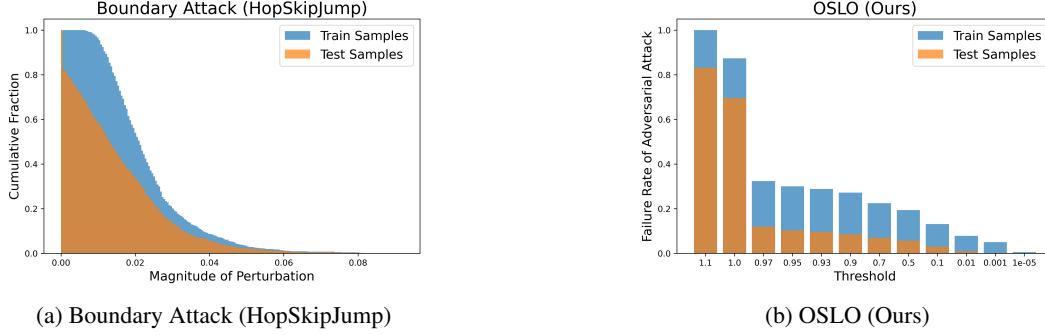 Boundary Attack (HopSkipJump)
Train Samples
Test Samples
1.0
0.8
0.6
0.4
0.2
0.0
Cumulative Fraction
0.00 0.02 0.04 0.06 0.08
Magnitude of Perturbation
(a) Boundary Attack (HopSkipJump)
OSLO (Ours)
Train Samples
Test Samples
1.0
0.8
0.6
0.4
0.2
0.0
Failure Rate of Adversarial Attack
1.1 1.0 0.97 0.95 0.93 0.9 0.7 0.5 0.1 0.01 0.001 1e-05
Threshold
(b) OSLO (Ours)